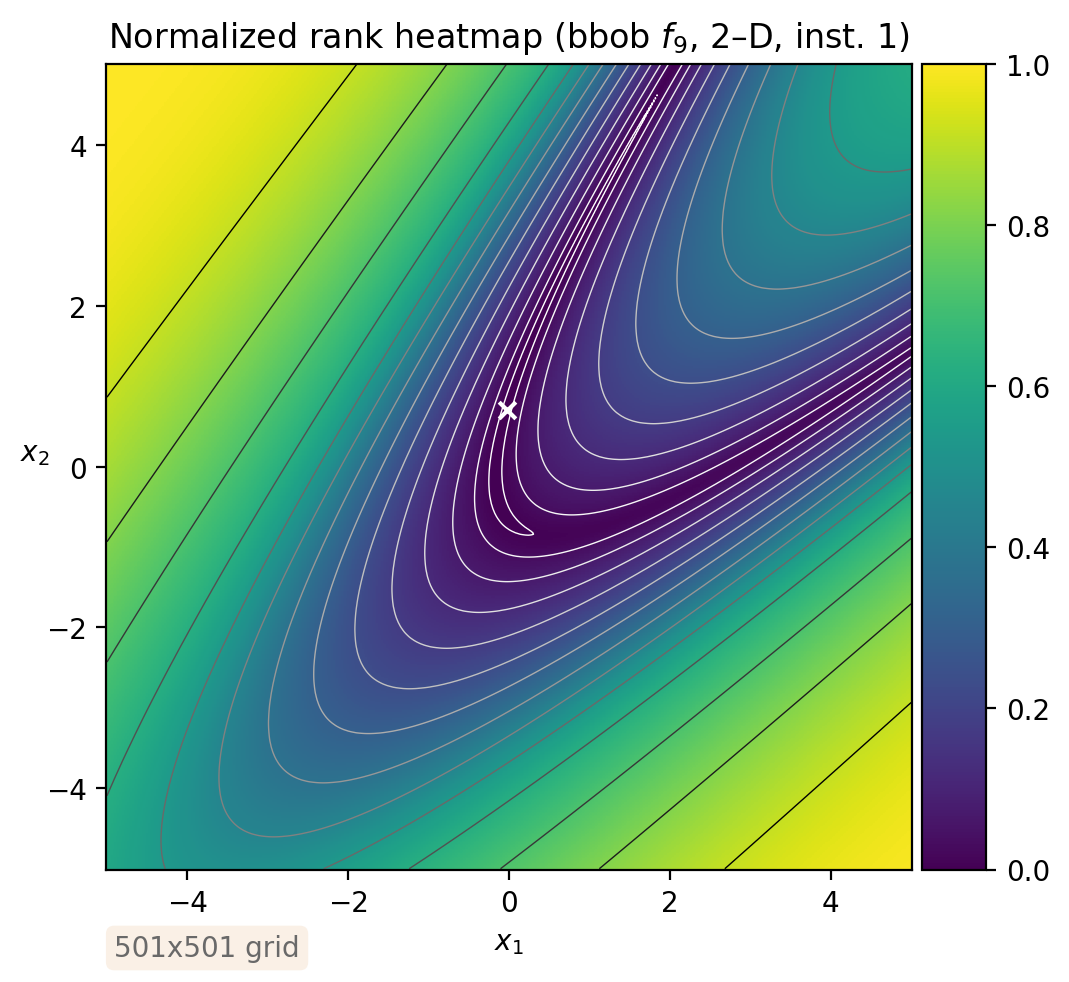 Normalized rank heatmap (bbob f₉, 2–D, inst. 1)
1.0
0.8
0.6
0.4
0.2
0.0
4
2
0
−2
−4
x₂
−4 −2 0 2 4
x₁
501x501 grid